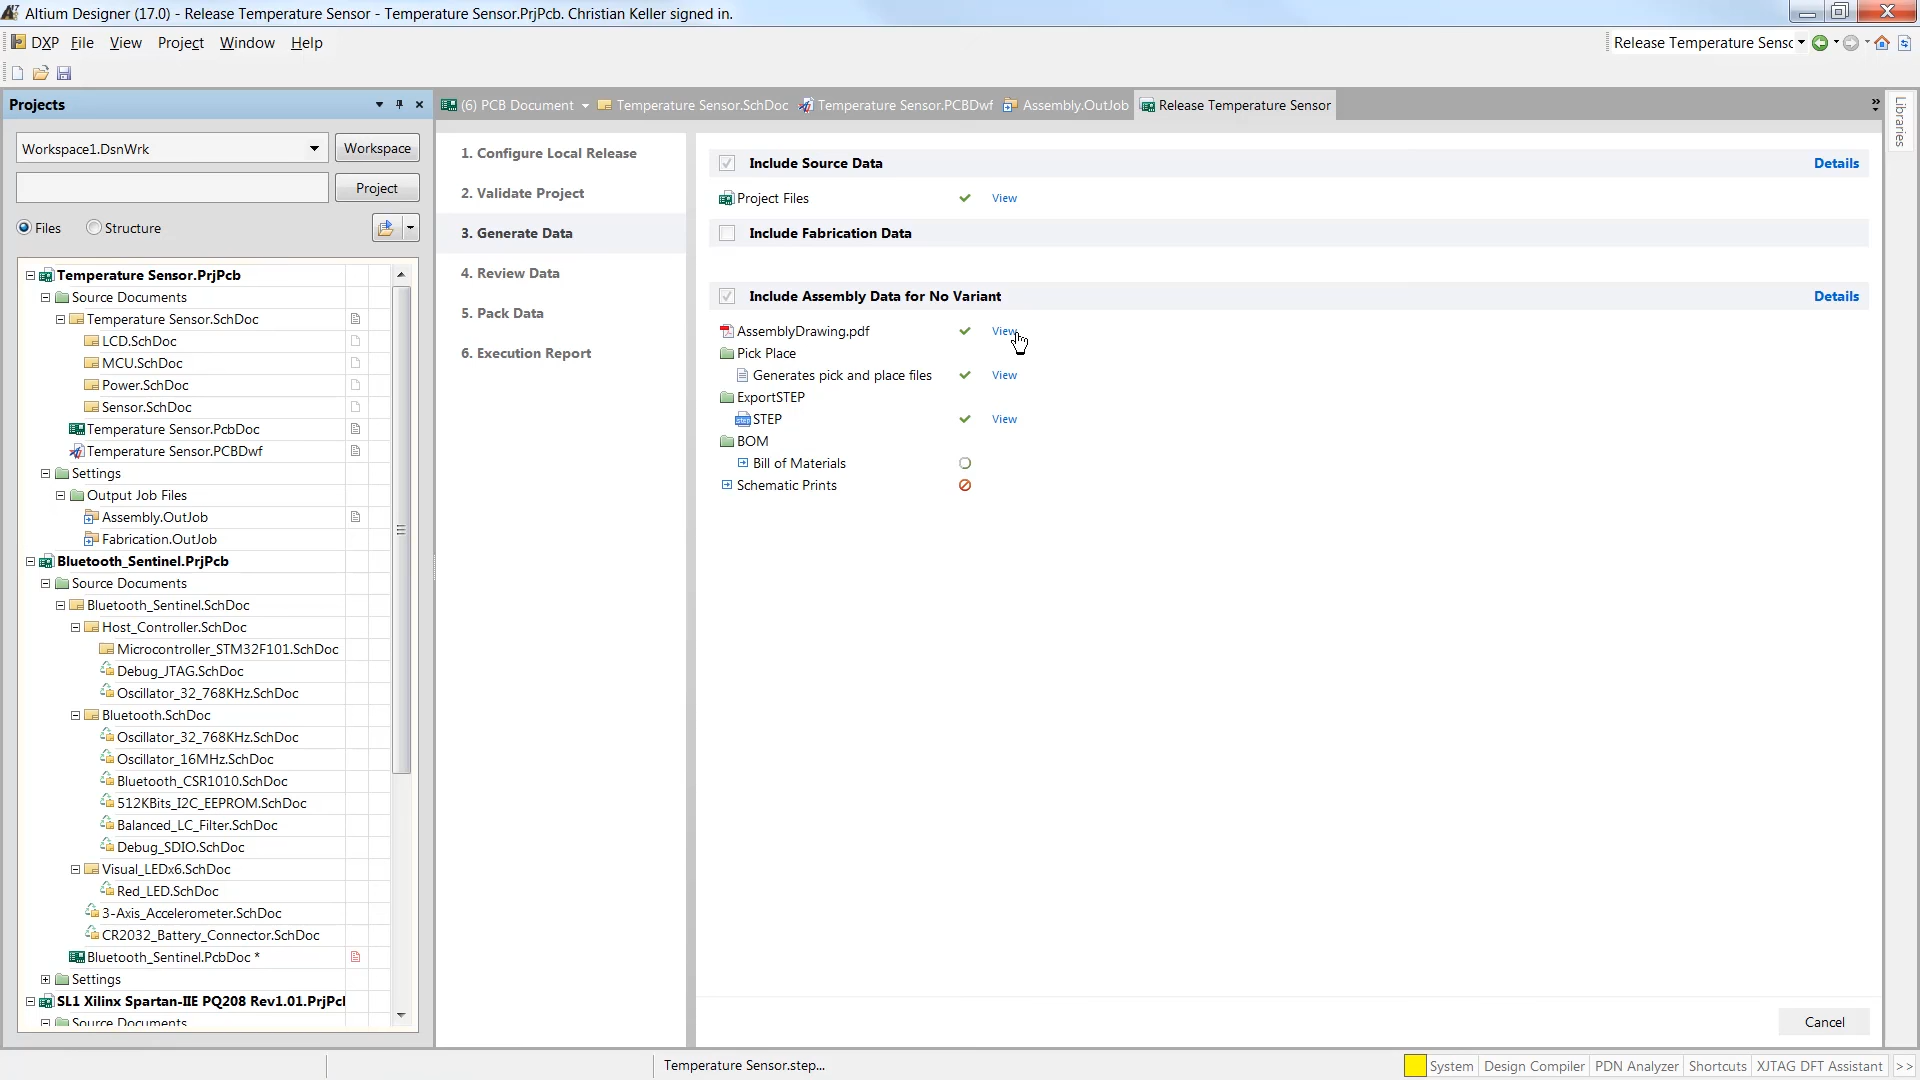 Altium Designer (17.0) - Release Temperature Sensor - Temperature Sensor.PrjPcb. Christian Keller signed in.
DXP File View Project Window Help
Release Temperature Sensc
Projects
(6) PCB Document
Temperature Sensor.SchDoc
Temperature Sensor.PCBDwf
Assembly.OutJob
Release Temperature Sensor
Libraries
Workspace1.DsnWrk
Workspace
Project
Files
Structure
Temperature Sensor.PrjPcb
Source Documents
Temperature Sensor.SchDoc
LCD.SchDoc
MCU.SchDoc
Power.SchDoc
Sensor.SchDoc
Temperature Sensor.PcbDoc
Temperature Sensor.PCBDwf
Settings
Output Job Files
Assembly.OutJob
Fabrication.OutJob
Bluetooth_Sentinel.PrjPcb
Source Documents
Bluetooth_Sentinel.SchDoc
Host_Controller.SchDoc
Microcontroller_STM32F101.SchDoc
Debug_JTAG.SchDoc
Oscillator_32_768KHz.SchDoc
Bluetooth.SchDoc
Oscillator_32_768KHz.SchDoc
Oscillator_16MHz.SchDoc
Bluetooth_CSR1010.SchDoc
512KBits_I2C_EEPROM.SchDoc
Balanced_LC_Filter.SchDoc
Debug_SDIO.SchDoc
Visual_LEDx6.SchDoc
Red_LED.SchDoc
3-Axis_Accelerometer.SchDoc
CR2032_Battery_Connector.SchDoc
Bluetooth_Sentinel.PcbDoc *
Settings
SL1 Xilinx Spartan-IIE PQ208 Rev1.01.PrjPcl
Source Documents
1. Configure Local Release
2. Validate Project
3. Generate Data
4. Review Data
5. Pack Data
6. Execution Report
Include Source Data Details
Project Files View
Include Fabrication Data
Include Assembly Data for No Variant Details
AssemblyDrawing.pdf View
Pick Place
Generates pick and place files View
ExportSTEP
STEP View
BOM
Bill of Materials
Schematic Prints
Cancel
Temperature Sensor.step...
System Design Compiler PDN Analyzer Shortcuts XJTAG DFT Assistant >>